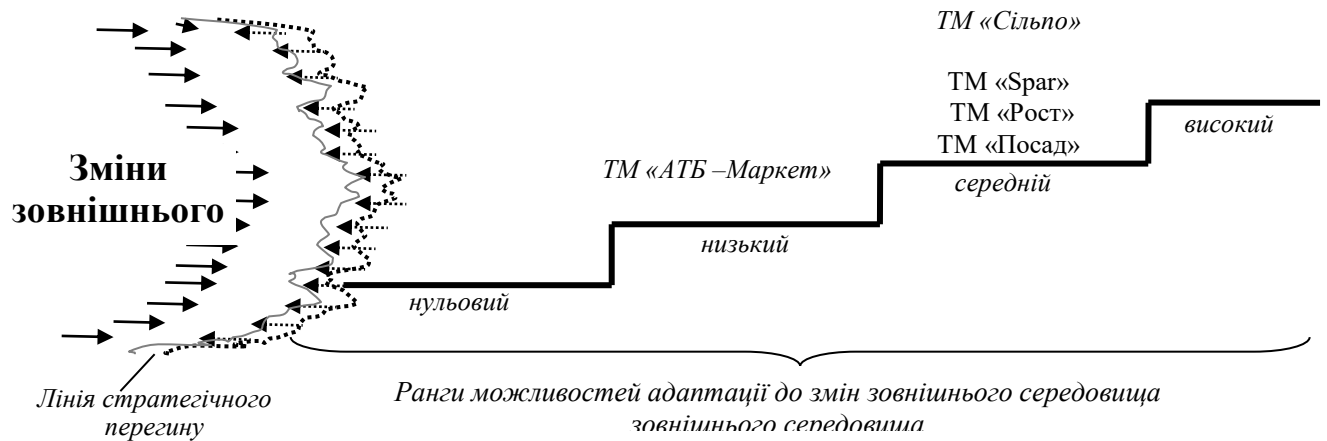 ТМ «Сільпо»
ТМ «Spar»
ТМ «Рост»
ТМ «Посад»
високий
Зміни
зовнішнього
ТМ «АТБ –Маркет»
середній
низький
нульовий
Лінія стратегічного
перегину
Ранги можливостей адаптації до змін зовнішнього середовища
зовнішнього середовища